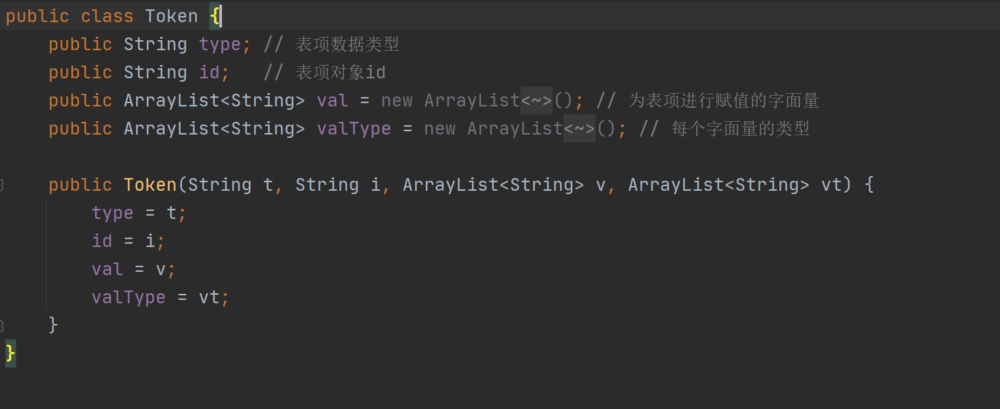 public class Token {
    public String type; // 表项数据类型
    public String id;   // 表项对象id
    public ArrayList<String> val = new ArrayList<~>(); // 为表项进行赋值的字面量
    public ArrayList<String> valType = new ArrayList<~>(); // 每个字面量的类型

    public Token(String t, String i, ArrayList<String> v, ArrayList<String> vt) {
        type = t;
        id = i;
        val = v;
        valType = vt;
    }
}